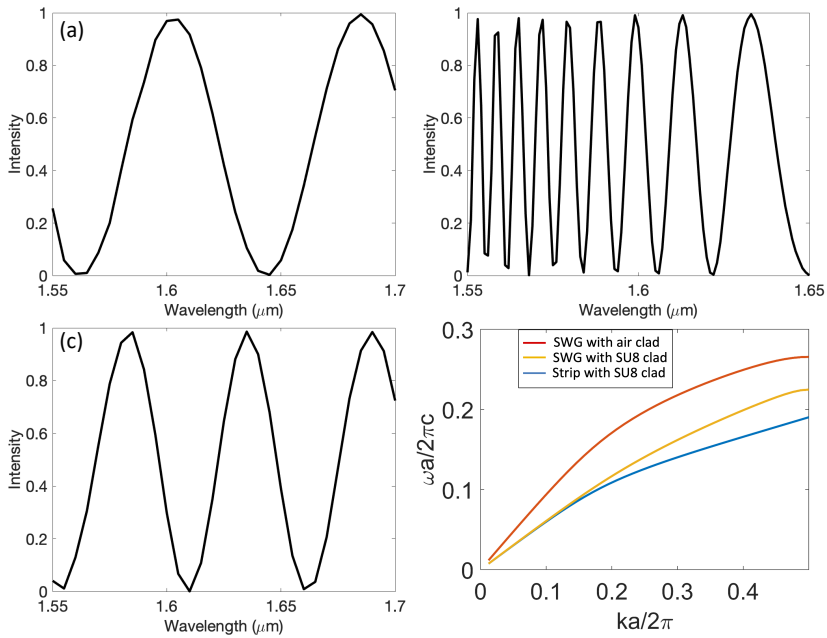 (a)
1
0.8
0.6
0.4
0.2
0
Intensity
1.55
1.6
1.65
1.7
Wavelength (μm)
1
0.8
0.6
0.4
0.2
0
Intensity
1.55
1.6
1.65
Wavelength (μm)
(c)
1
0.8
0.6
0.4
0.2
0
Intensity
1.55
1.6
1.65
1.7
Wavelength (μm)
0.3
0.2
0.1
0
ωa/2πc
SWG with air clad
SWG with SU8 clad
Strip with SU8 clad
0
0.1
0.2
0.3
0.4
ka/2π